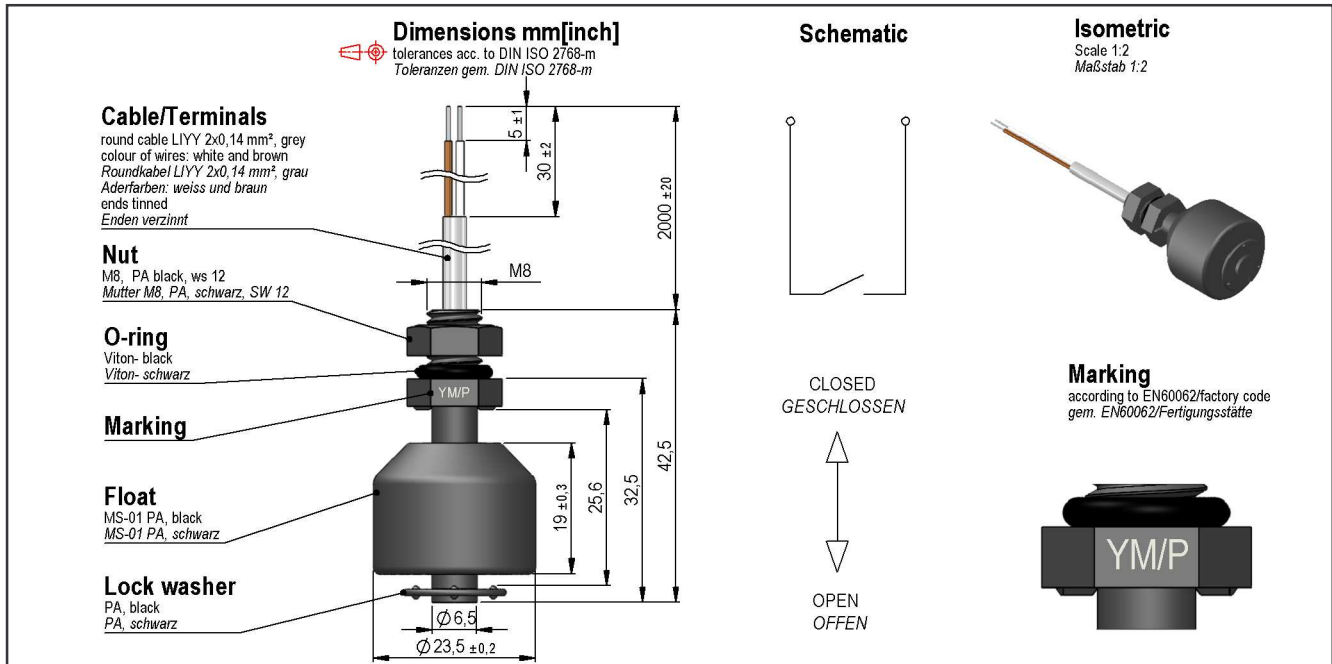 Dimensions mm[inch]
tolerances acc. to DIN ISO 2768-m
Toleranzen gem. DIN ISO 2768-m
Schematic
Isometric
Scale 1:2
Maßstab 1:2
Cable/Terminals
round cable LIYY 2x0,14 mm², grey
colour of wires: white and brown
Roundkabel LIYY 2x0,14 mm², grau
Aderfarben: weiss und braun
ends tinned
Enden verzinnt
Nut
M8, PA black, ws 12
Mutter M8, PA, schwarz, SW 12
O-ring
Viton- black
Viton- schwarz
Marking
Float
MS-01 PA, black
MS-01 PA, schwarz
Lock washer
PA, black
PA, schwarz
5 ±1
30 ±2
2000 ±20
M8
YM/P
19 ±0,3
25,6
32,5
42,5
Ø 6,5
Ø 23,5 ±0,2
CLOSED
GESCHLOSSEN
OPEN
OFFEN
Marking
according to EN60062/factory code
gem. EN60062/Fertigungsstätte
YM/P